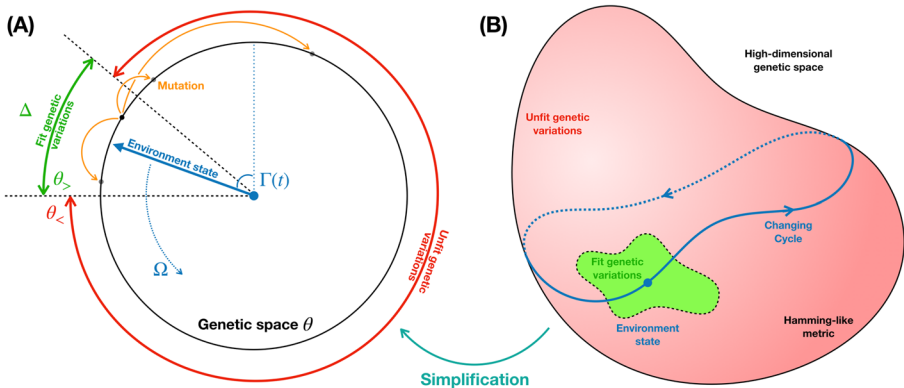 (A)
Δ
Fit genetic
variations
θ>
θ<
Mutation
Environment state
Γ(t)
Ω
Unfit genetic
variations
Genetic space θ
Simplification
(B)
High-dimensional
genetic space
Unfit genetic
variations
Changing
Cycle
Fit genetic
variations
Environment
state
Hamming-like
metric